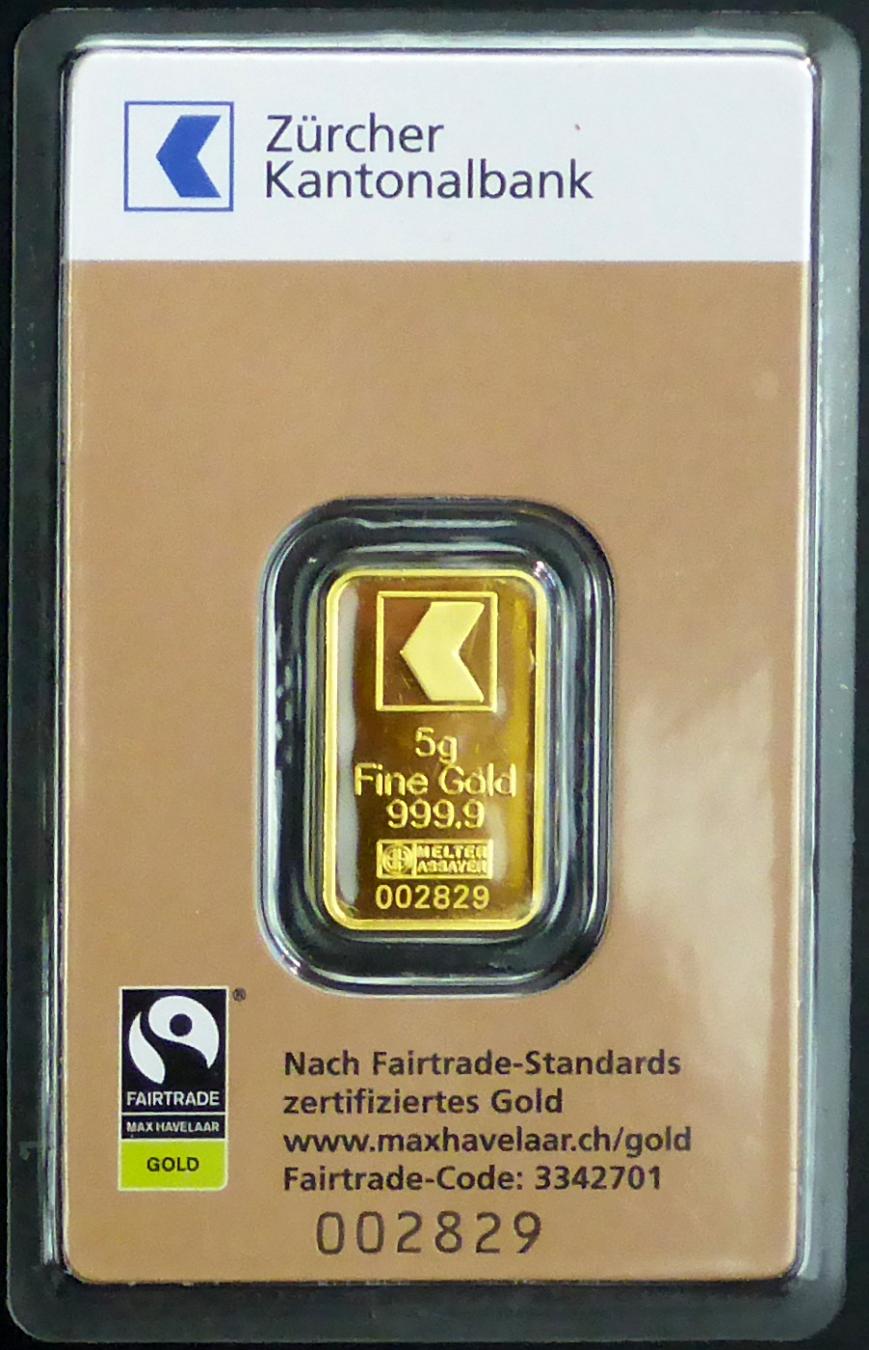 Zürcher
Kantonalbank
5g
Fine Gold
999.9
MELTER
ASSAYER
002829
®
FAIRTRADE
MAX HAVELAAR
GOLD
Nach Fairtrade-Standards
zertifiziertes Gold
www.maxhavelaar.ch/gold
Fairtrade-Code: 3342701
002829